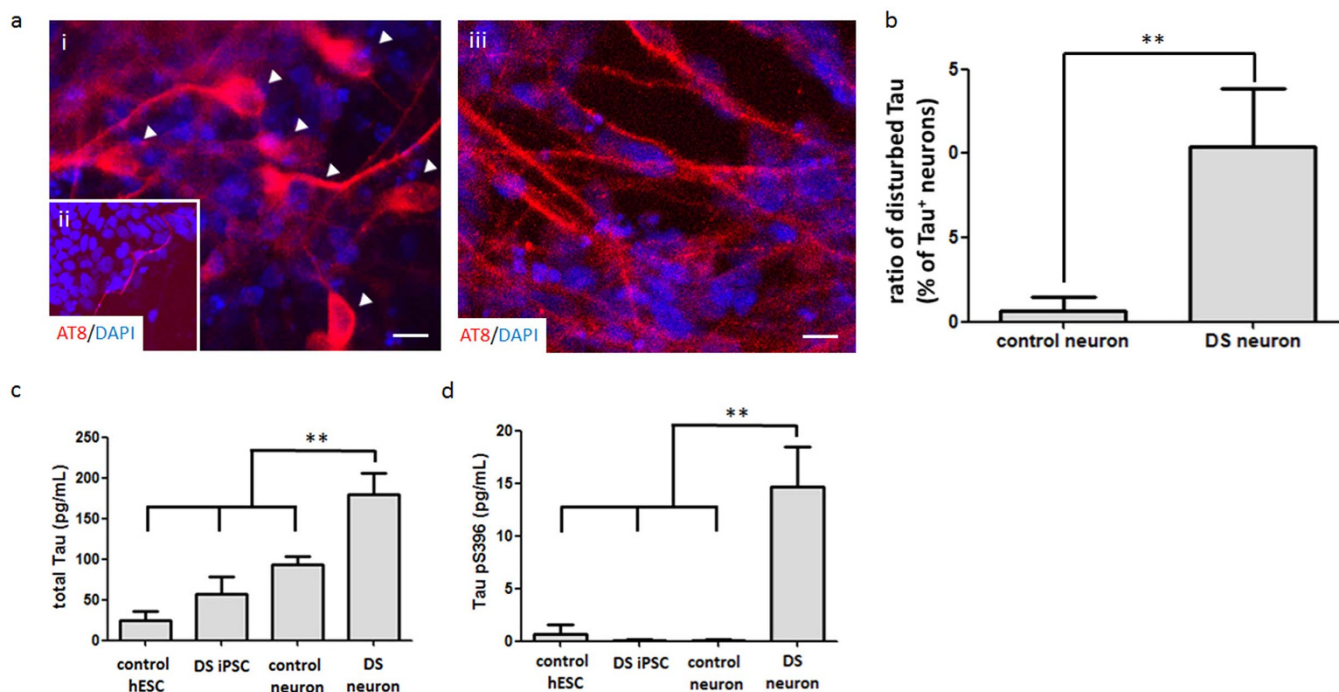 a
i
ii
AT8/DAPI
iii
AT8/DAPI
b
**
ratio of disturbed Tau
(% of Tau⁺ neurons)
5
0
5
0
control neuron
DS neuron
c
**
total Tau (pg/mL)
250
200
150
100
50
0
control
hESC
DS iPSC
control
neuron
DS
neuron
d
**
Tau pS396 (pg/mL)
20
15
10
5
0
control
hESC
DS iPSC
control
neuron
DS
neuron